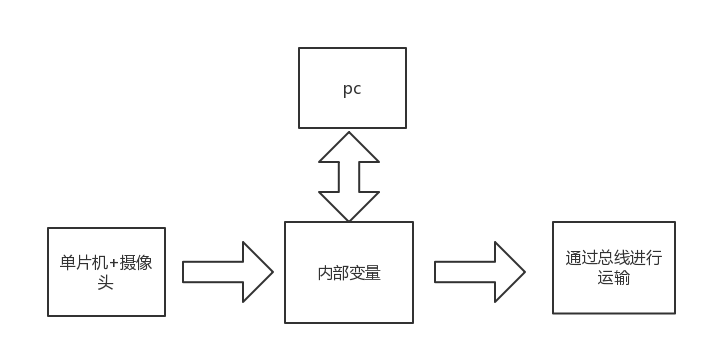 pc
单片机+摄像
头
内部变量
通过总线进行
运输